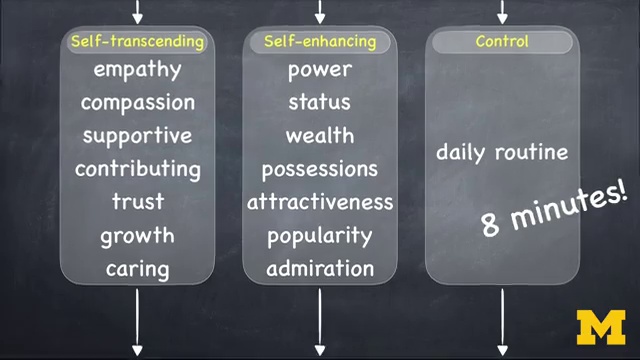 Self-transcending
empathy
compassion
supportive
contributing
trust
growth
caring
Self-enhancing
power
status
wealth
possessions
attractiveness
popularity
admiration
Control
daily routine
8 minutes!
M